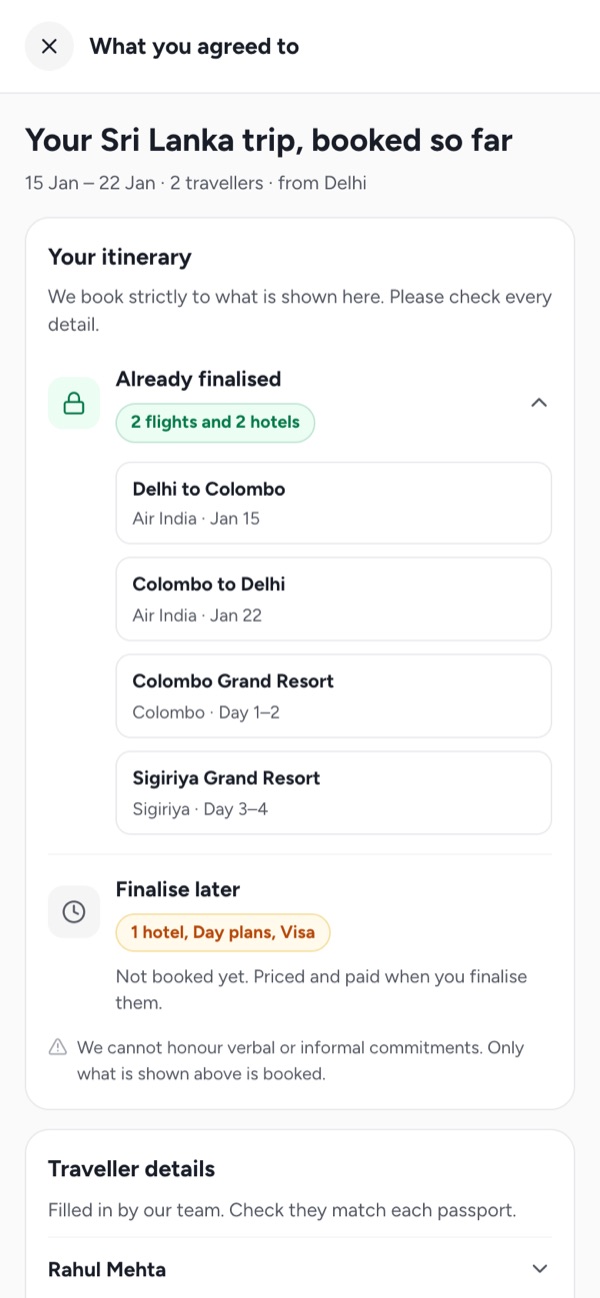 What you agreed to
Your Sri Lanka trip, booked so far
15 Jan – 22 Jan · 2 travellers · from Delhi
Your itinerary
We book strictly to what is shown here. Please check every
detail.
Already finalised
2 flights and 2 hotels
Delhi to Colombo
Air India · Jan 15
Colombo to Delhi
Air India · Jan 22
Colombo Grand Resort
Colombo · Day 1–2
Sigiriya Grand Resort
Sigiriya · Day 3–4
Finalise later
1 hotel, Day plans, Visa
Not booked yet. Priced and paid when you finalise
them.
We cannot honour verbal or informal commitments. Only
what is shown above is booked.
Traveller details
Filled in by our team. Check they match each passport.
Rahul Mehta